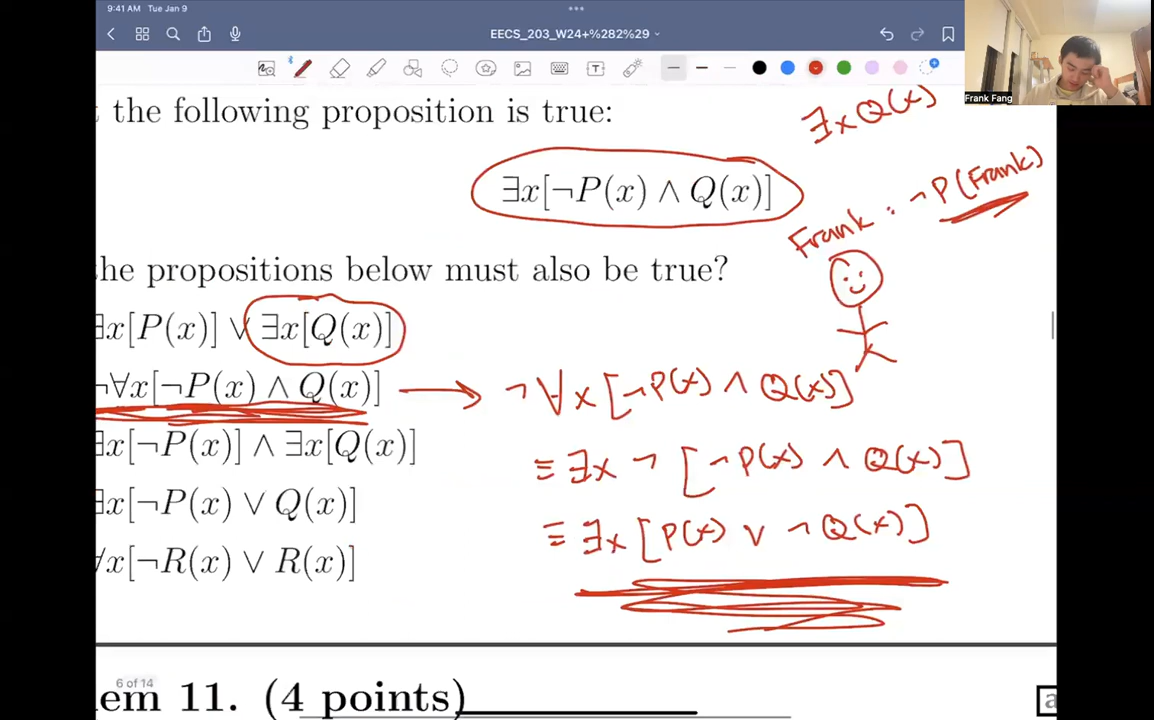 9:41 AM Tue Jan 9
EECS_203_W24+%282%29
Frank Fang
the following proposition is true:
∃x Q(x)
∃x[¬P(x) ∧ Q(x)]
Frank : ¬P(Frank)
he propositions below must also be true?
∃x[P(x)] ∨ ∃x[Q(x)]
¬∀x[¬P(x) ∧ Q(x)] → ¬∀x[¬P(x) ∧ Q(x)]
∃x[¬P(x)] ∧ ∃x[Q(x)]
≡ ∃x ¬ [¬P(x) ∧ Q(x)]
∃x[¬P(x) ∨ Q(x)]
≡ ∃x [P(x) ∨ ¬Q(x)]
∀x[¬R(x) ∨ R(x)]
6 of 14
em 11. (4 points)
a